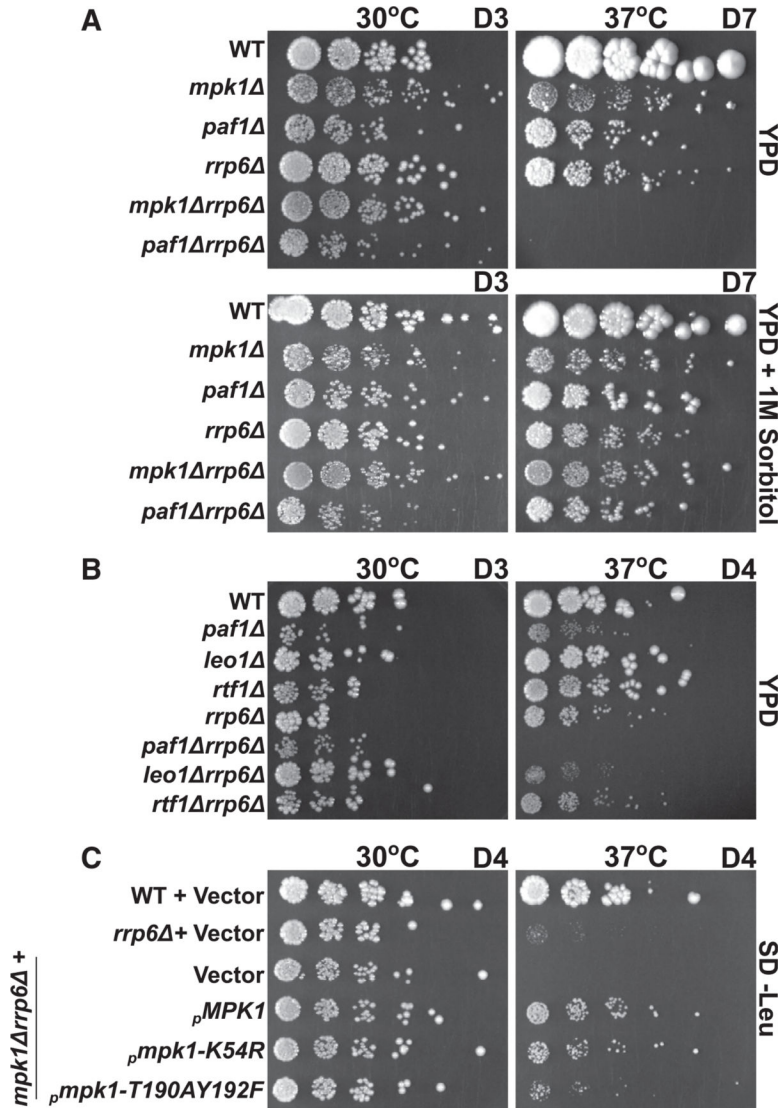 A 30°C D3 37°C D7
WT
mpk1Δ
paf1Δ
rrp6Δ
mpk1Δrrp6Δ
paf1Δrrp6Δ
YPD
D3 D7
WT
mpk1Δ
paf1Δ
rrp6Δ
mpk1Δrrp6Δ
paf1Δrrp6Δ
YPD + 1M Sorbitol
B 30°C D3 37°C D4
WT
paf1Δ
leo1Δ
rtf1Δ
rrp6Δ
paf1Δrrp6Δ
leo1Δrrp6Δ
rtf1Δrrp6Δ
YPD
C 30°C D4 37°C D4
WT + Vector
rrp6Δ+ Vector
mpk1Δrrp6Δ +
Vector
pMPK1
pmpk1-K54R
pmpk1-T190AY192F
SD -Leu